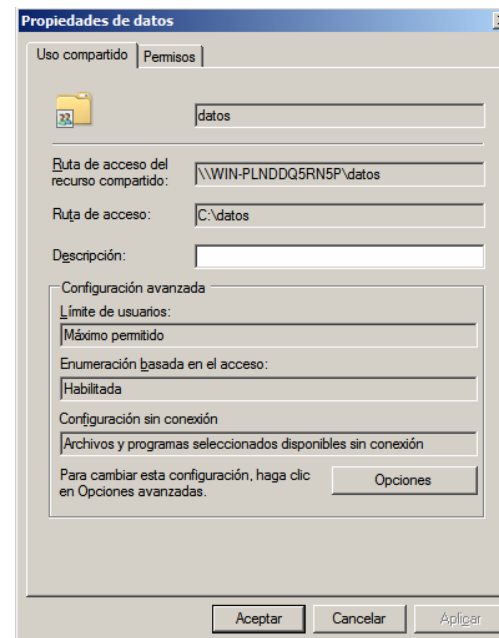 Propiedades de datos
Uso compartido
Permisos
datos
Ruta de acceso del
recurso compartido:
\\WIN-PLNDDQ5RN5P\datos
Ruta de acceso:
C:\datos
Descripción:
Configuración avanzada
Límite de usuarios:
Máximo permitido
Enumeración basada en el acceso:
Habilitada
Configuración sin conexión
Archivos y programas seleccionados disponibles sin conexión
Para cambiar esta configuración, haga clic
en Opciones avanzadas.
Opciones
Aceptar
Cancelar
Aplicar